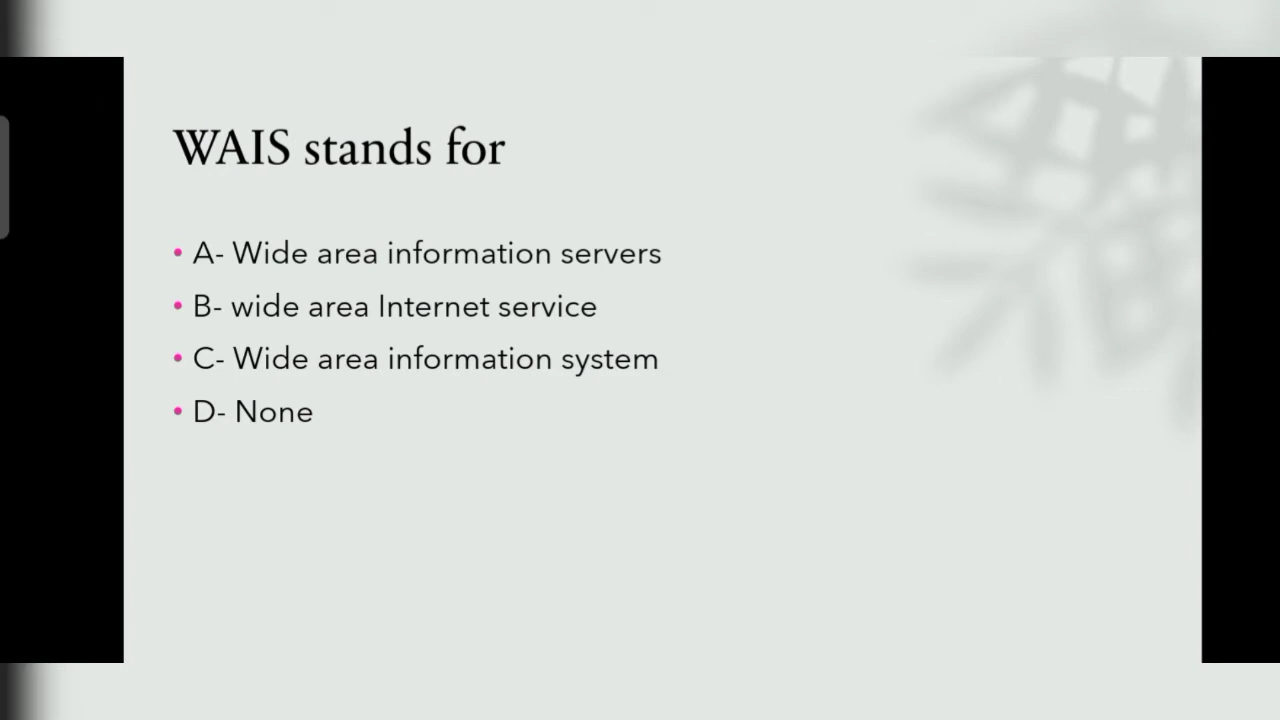 WAIS stands for
• A- Wide area information servers
• B- wide area Internet service
• C- Wide area information system
• D- None